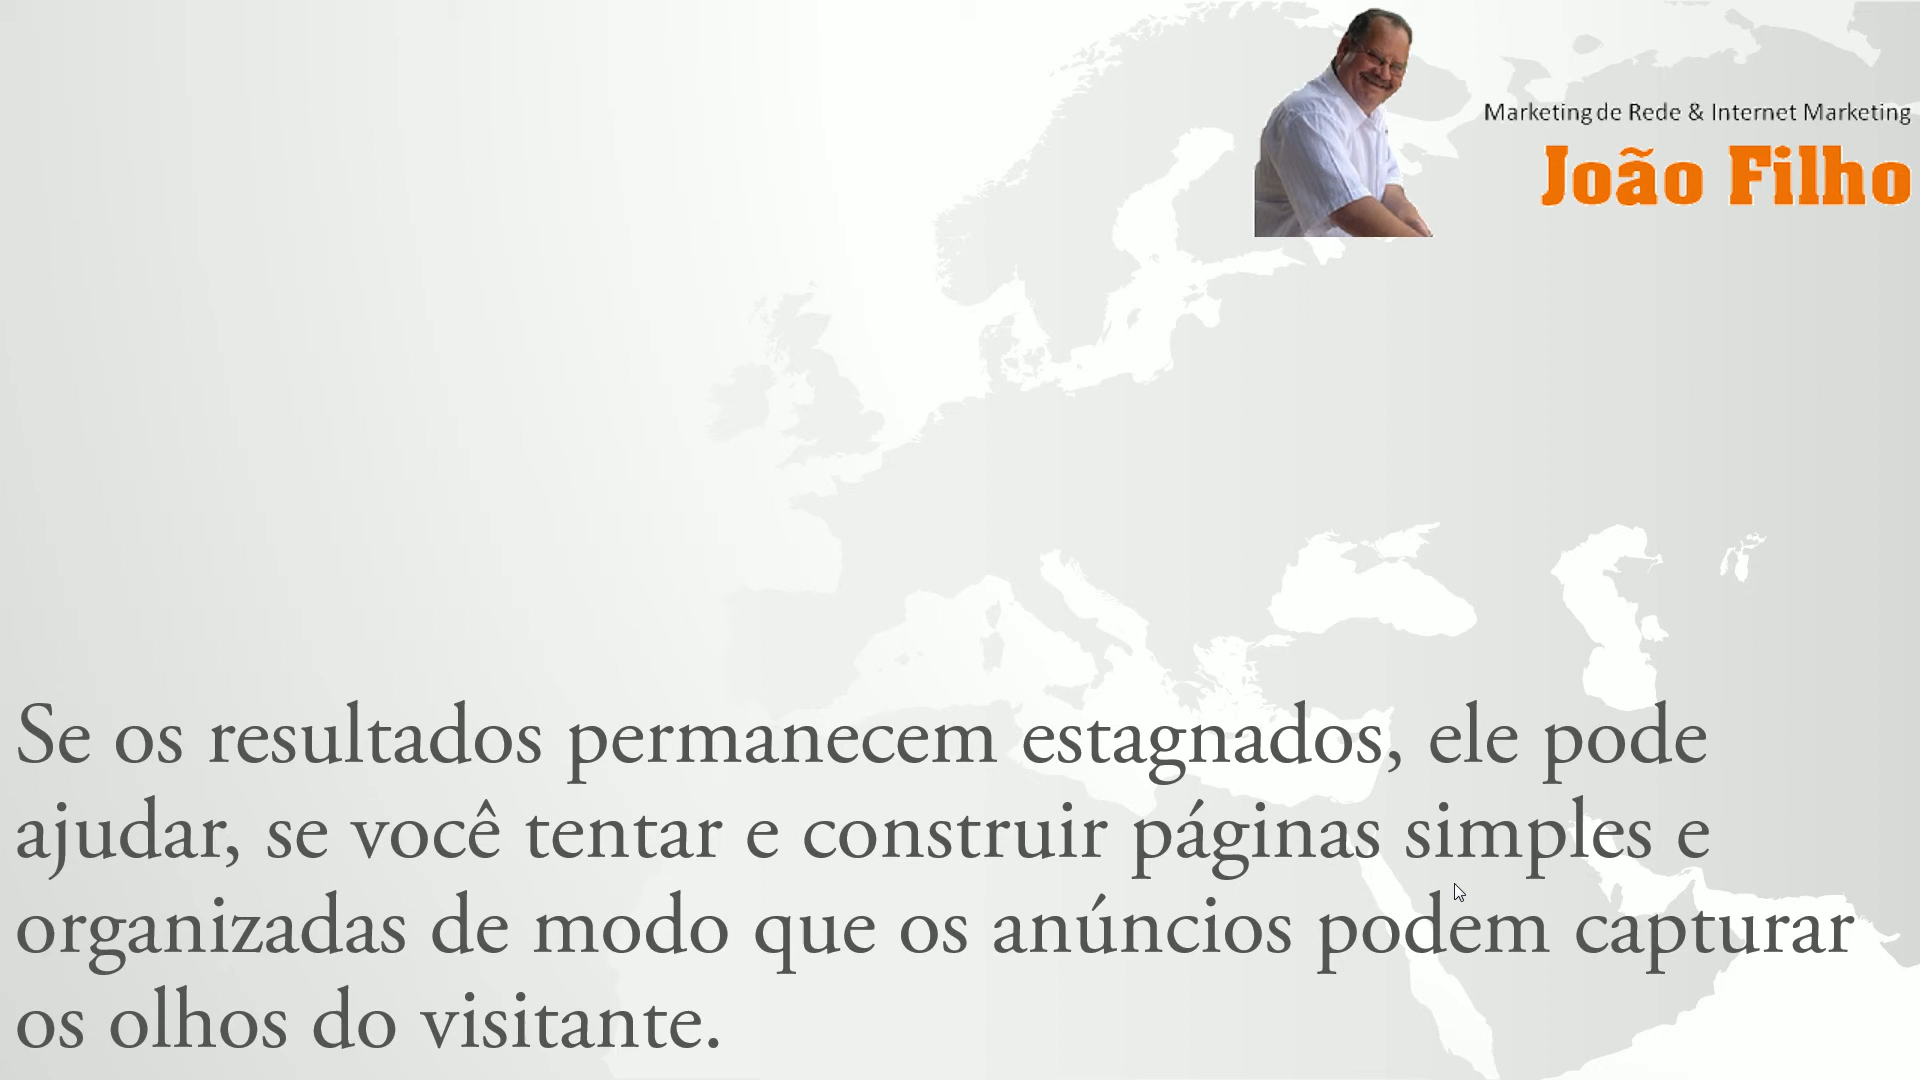 Marketing de Rede & Internet Marketing
João Filho
Se os resultados permanecem estagnados, ele pode
ajudar, se você tentar e construir páginas simples e
organizadas de modo que os anúncios podem capturar
os olhos do visitante.